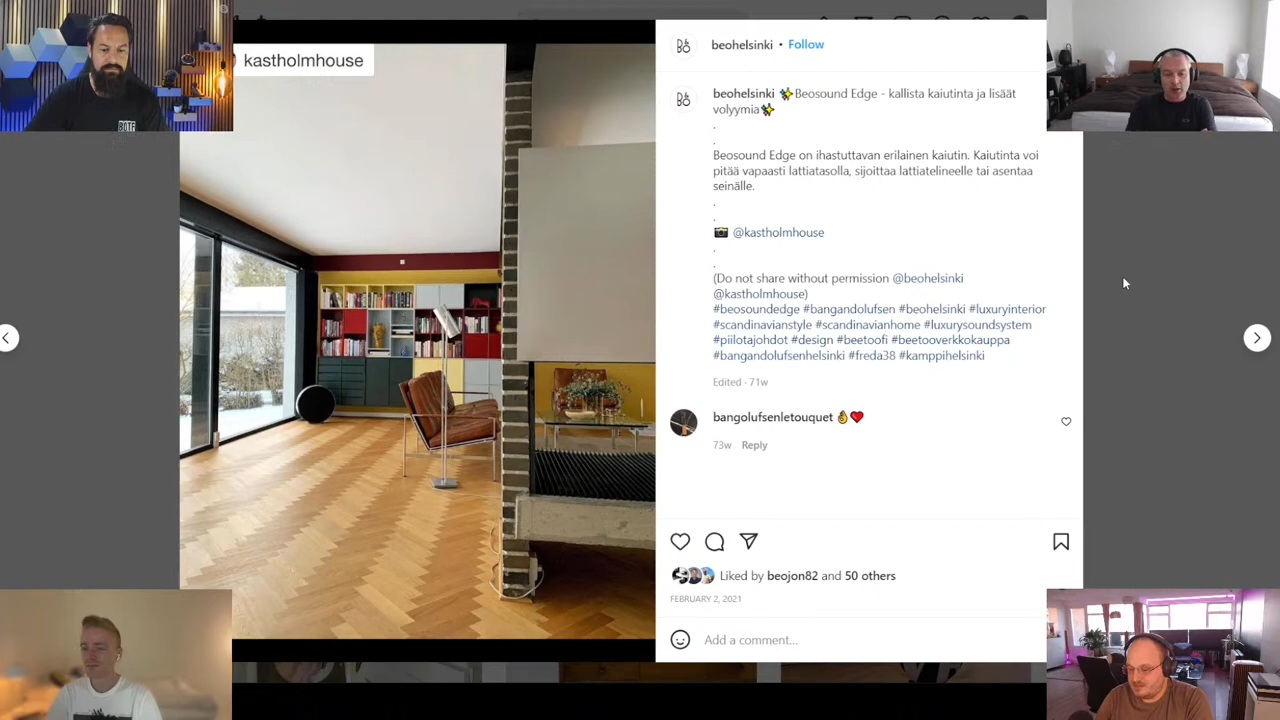 kastholmhouse
beohelsinki • Follow
beohelsinki ✨Beosound Edge - kallista kaiutinta ja lisäät
volyymia✨
.
.
Beosound Edge on ihastuttavan erilainen kaiutin. Kaiutinta voi
pitää vapaasti lattiatasolla, sijoittaa lattiatelineelle tai asentaa
seinälle.
.
.
📸 @kastholmhouse
.
.
(Do not share without permission @beohelsinki
@kastholmhouse)
#beosoundedge #bangandolufsen #beohelsinki #luxuryinterior
#scandinavianstyle #scandinavianhome #luxurysoundsystem
#piilotajohdot #design #beetoofi #beetooverkkokauppa
#bangandolufsenhelsinki #freda38 #kamppihelsinki
Edited · 71w
bangolufsenletouquet 👌❤️
73w Reply
Liked by beojon82 and 50 others
FEBRUARY 2, 2021
Add a comment...